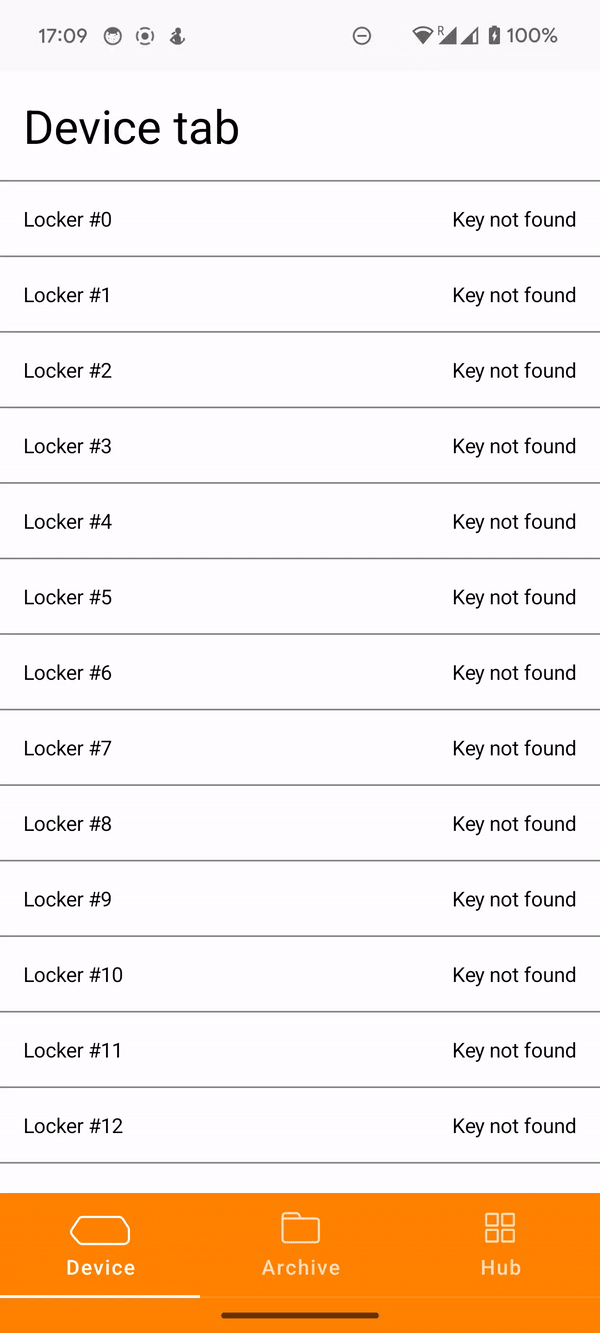 17:09 R 100%
Device tab
Locker #0 Key not found
Locker #1 Key not found
Locker #2 Key not found
Locker #3 Key not found
Locker #4 Key not found
Locker #5 Key not found
Locker #6 Key not found
Locker #7 Key not found
Locker #8 Key not found
Locker #9 Key not found
Locker #10 Key not found
Locker #11 Key not found
Locker #12 Key not found
Device Archive Hub